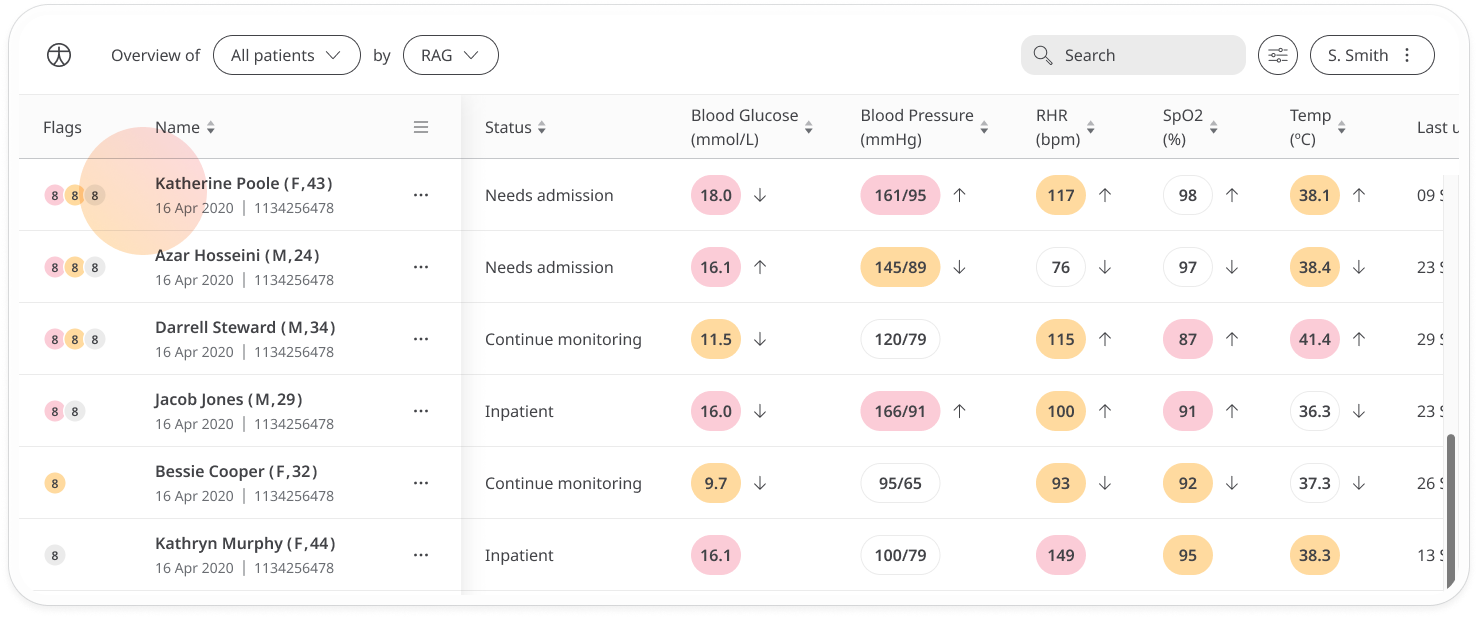 Overview of All patients by RAG Search S. Smith
Flags Name Status Blood Glucose (mmol/L) Blood Pressure (mmHg) RHR (bpm) SpO2 (%) Temp (ºC) Last u
8 8 8 Katherine Poole (F,43) Needs admission 18.0 161/95 117 98 38.1 09 S
16 Apr 2020 | 1134256478
8 8 8 Azar Hosseini (M,24) Needs admission 16.1 145/89 76 97 38.4 23 S
16 Apr 2020 | 1134256478
8 8 8 Darrell Steward (M,34) Continue monitoring 11.5 120/79 115 87 41.4 29 S
16 Apr 2020 | 1134256478
8 8 Jacob Jones (M,29) Inpatient 16.0 166/91 100 91 36.3 23 S
16 Apr 2020 | 1134256478
8 Bessie Cooper (F,32) Continue monitoring 9.7 95/65 93 92 37.3 26 S
16 Apr 2020 | 1134256478
8 Kathryn Murphy (F,44) Inpatient 16.1 100/79 149 95 38.3 13 S
16 Apr 2020 | 1134256478